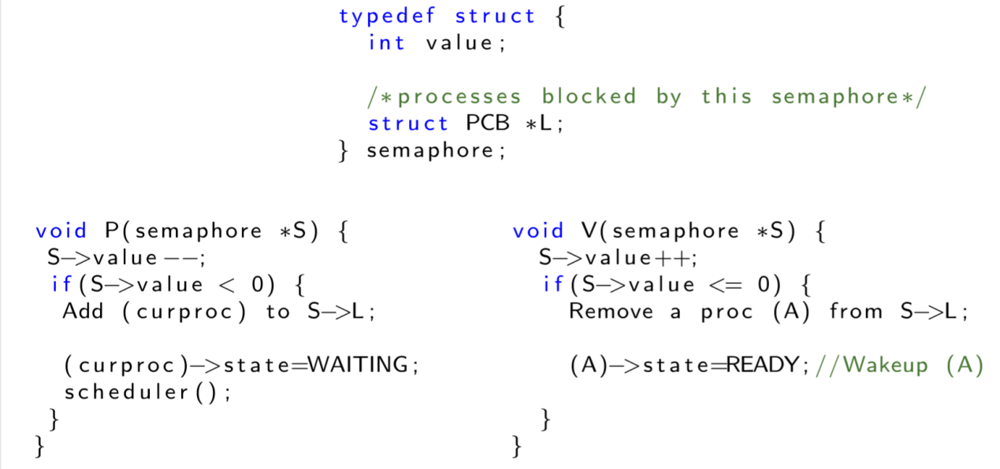 typedef struct {
int value;
/*processes blocked by this semaphore*/
struct PCB *L;
} semaphore;
void P(semaphore *S) {
S->value--;
if(S->value < 0) {
Add (curproc) to S->L;
(curproc)->state=WAITING;
scheduler();
}
}
void V(semaphore *S) {
S->value++;
if(S->value <= 0) {
Remove a proc (A) from S->L;
(A)->state=READY;//Wakeup (A)
}
}